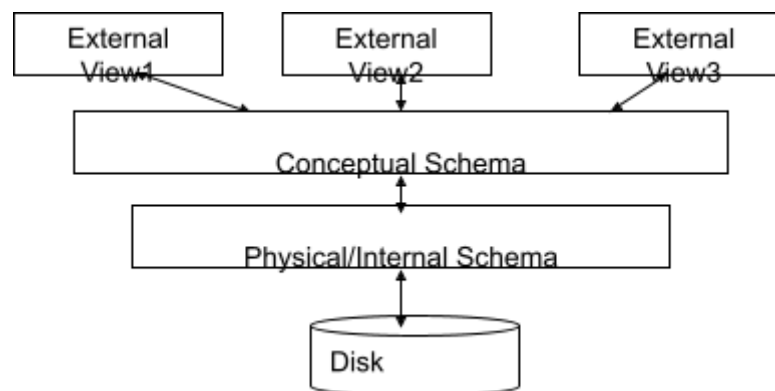 External
View1
External
View2
External
View3
Conceptual Schema
Physical/Internal Schema
Disk